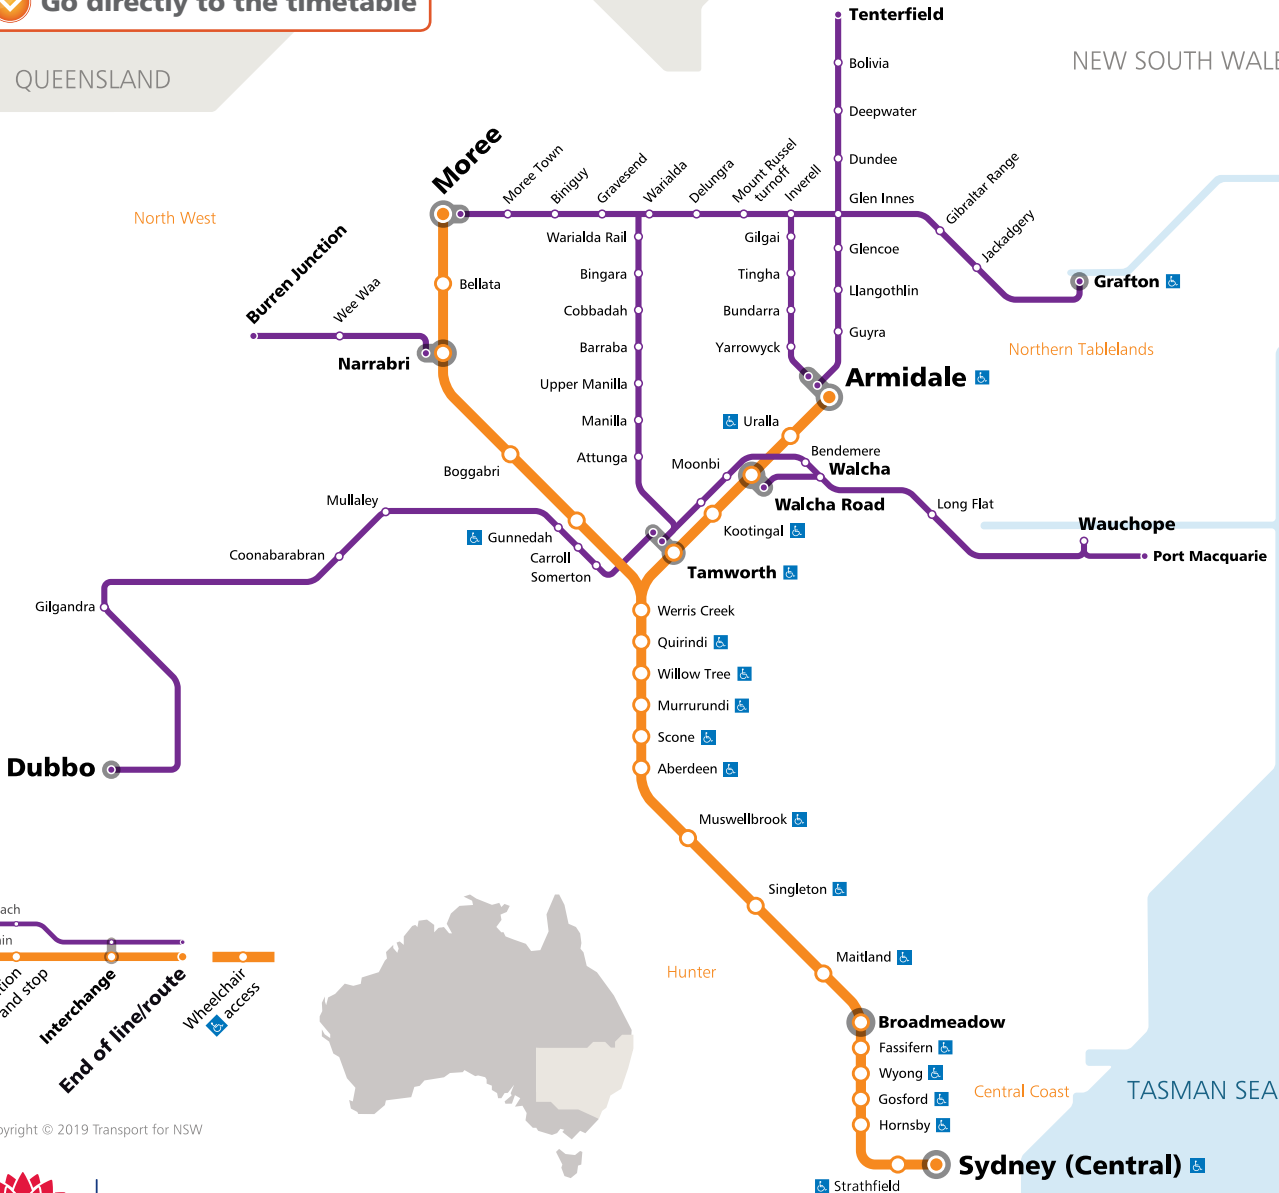 Go directly to the timetable
Tenterfield
QUEENSLAND
NEW SOUTH WALE
Bolivia
Deepwater
Dundee
Moree
Moree Town
Biniguy
Gravesend
Warialda
Delungra
Mount Russel
turnoff
Inverell
Glen Innes
Gibraltar Range
Jackadgery
Grafton
North West
Warialda Rail
Gilgai
Glencoe
Burren Junction
Wee Waa
Bellata
Bingara
Tingha
Llangothlin
Cobbadah
Bundarra
Guyra
Narrabri
Barraba
Yarrowyck
Northern Tablelands
Upper Manilla
Armidale
Manilla
Uralla
Boggabri
Attunga
Moonbi
Bendemere
Walcha
Walcha Road
Long Flat
Mullaley
Gunnedah
Kootingal
Wauchope
Coonabarabran
Carroll
Somerton
Tamworth
Port Macquarie
Gilgandra
Werris Creek
Quirindi
Willow Tree
Murrurundi
Scone
Dubbo
Aberdeen
Muswellbrook
Singleton
ach
Maitland
Hunter
tion
and stop
Interchange
End of line/route
Wheelchair
access
Broadmeadow
Fassifern
Wyong
Central Coast
TASMAN SEA
Gosford
Hornsby
yright © 2019 Transport for NSW
Sydney (Central)
Strathfield